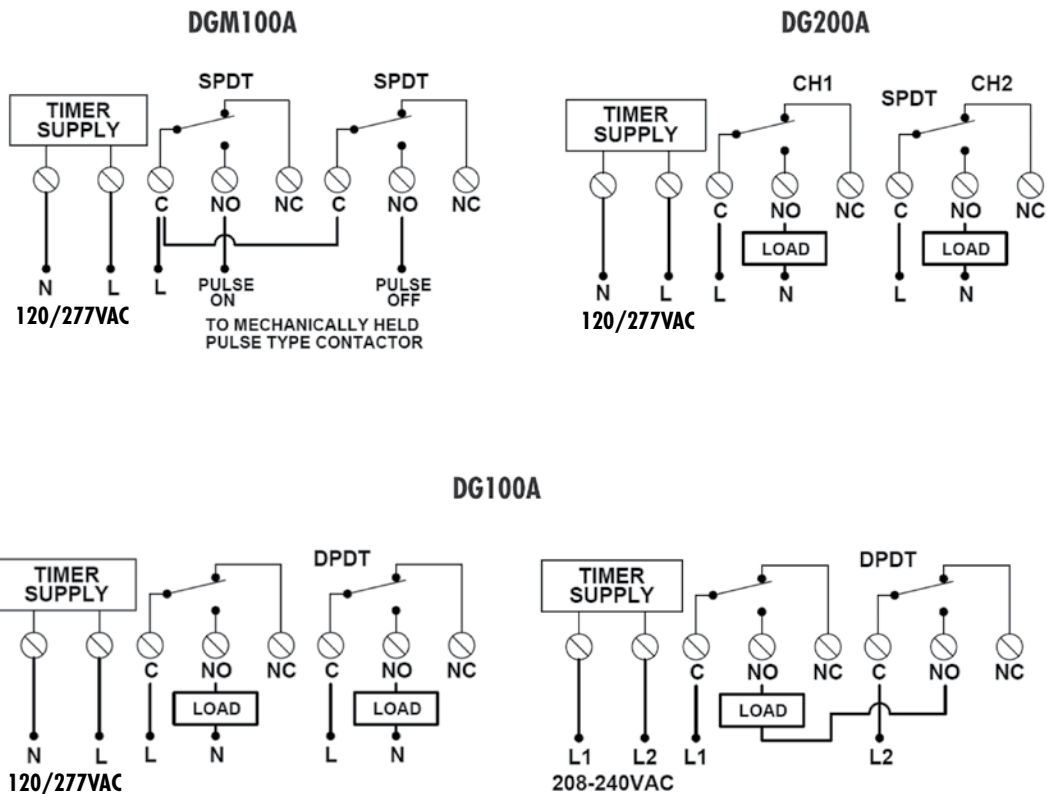 DGM100A
SPDT
TIMER
SUPPLY
C NO NC C NO NC
N L L PULSE
ON PULSE
OFF
120/277VAC
TO MECHANICALLY HELD
PULSE TYPE CONTACTOR
DG200A
CH1 SPDT CH2
TIMER
SUPPLY
C NO NC C NO NC
LOAD LOAD
N L L N L N
120/277VAC
DG100A
DPDT
TIMER
SUPPLY
C NO NC C NO NC
LOAD LOAD
N L L N L N
120/277VAC
DPDT
TIMER
SUPPLY
C NO NC C NO NC
LOAD
L1 L2 L1 L2
208-240VAC